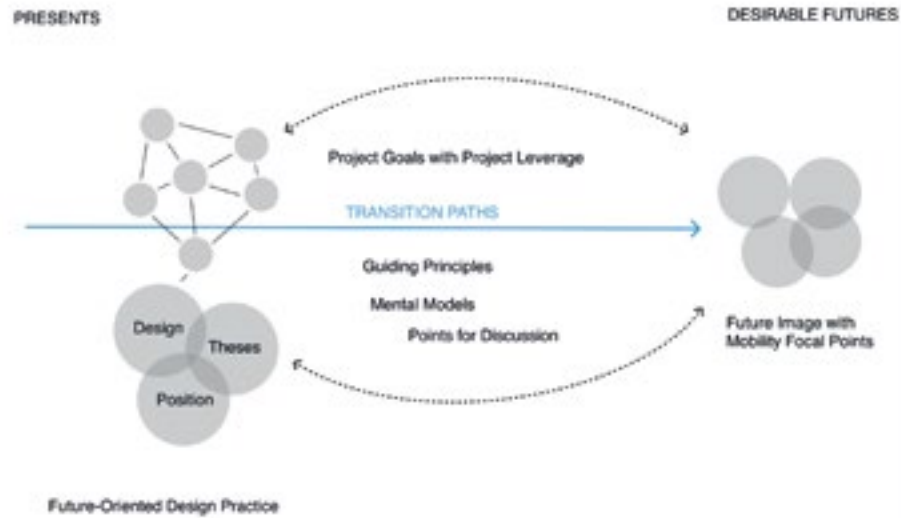 PRESENTS
DESIRABLE FUTURES
Project Goals with Project Leverage
TRANSITION PATHS
Guiding Principles
Mental Models
Points for Discussion
Design
Theses
Position
Future Image with
Mobility Focal Points
Future-Oriented Design Practice